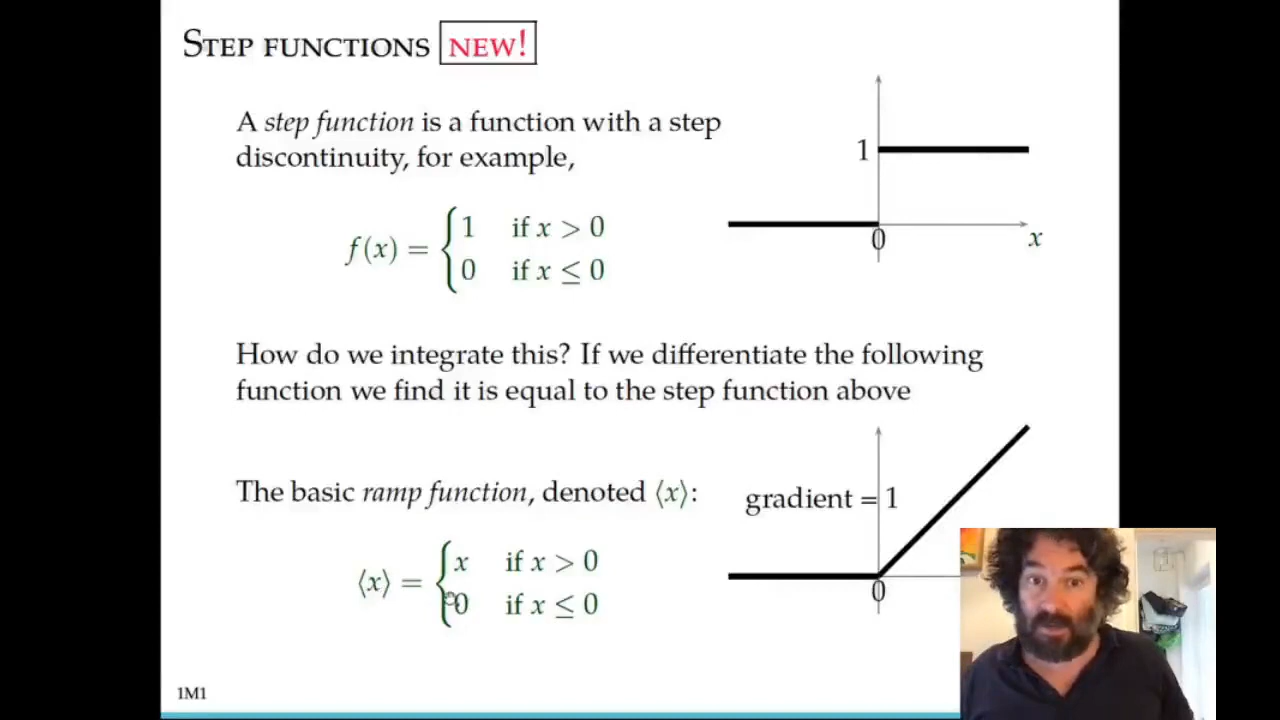 STEP FUNCTIONS NEW!
A step function is a function with a step
discontinuity, for example,
f(x) = { 1 if x > 0
0 if x ≤ 0
1
0
x
How do we integrate this? If we differentiate the following
function we find it is equal to the step function above
The basic ramp function, denoted ⟨x⟩:
gradient = 1
⟨x⟩ = { x if x > 0
0 if x ≤ 0
0
1M1